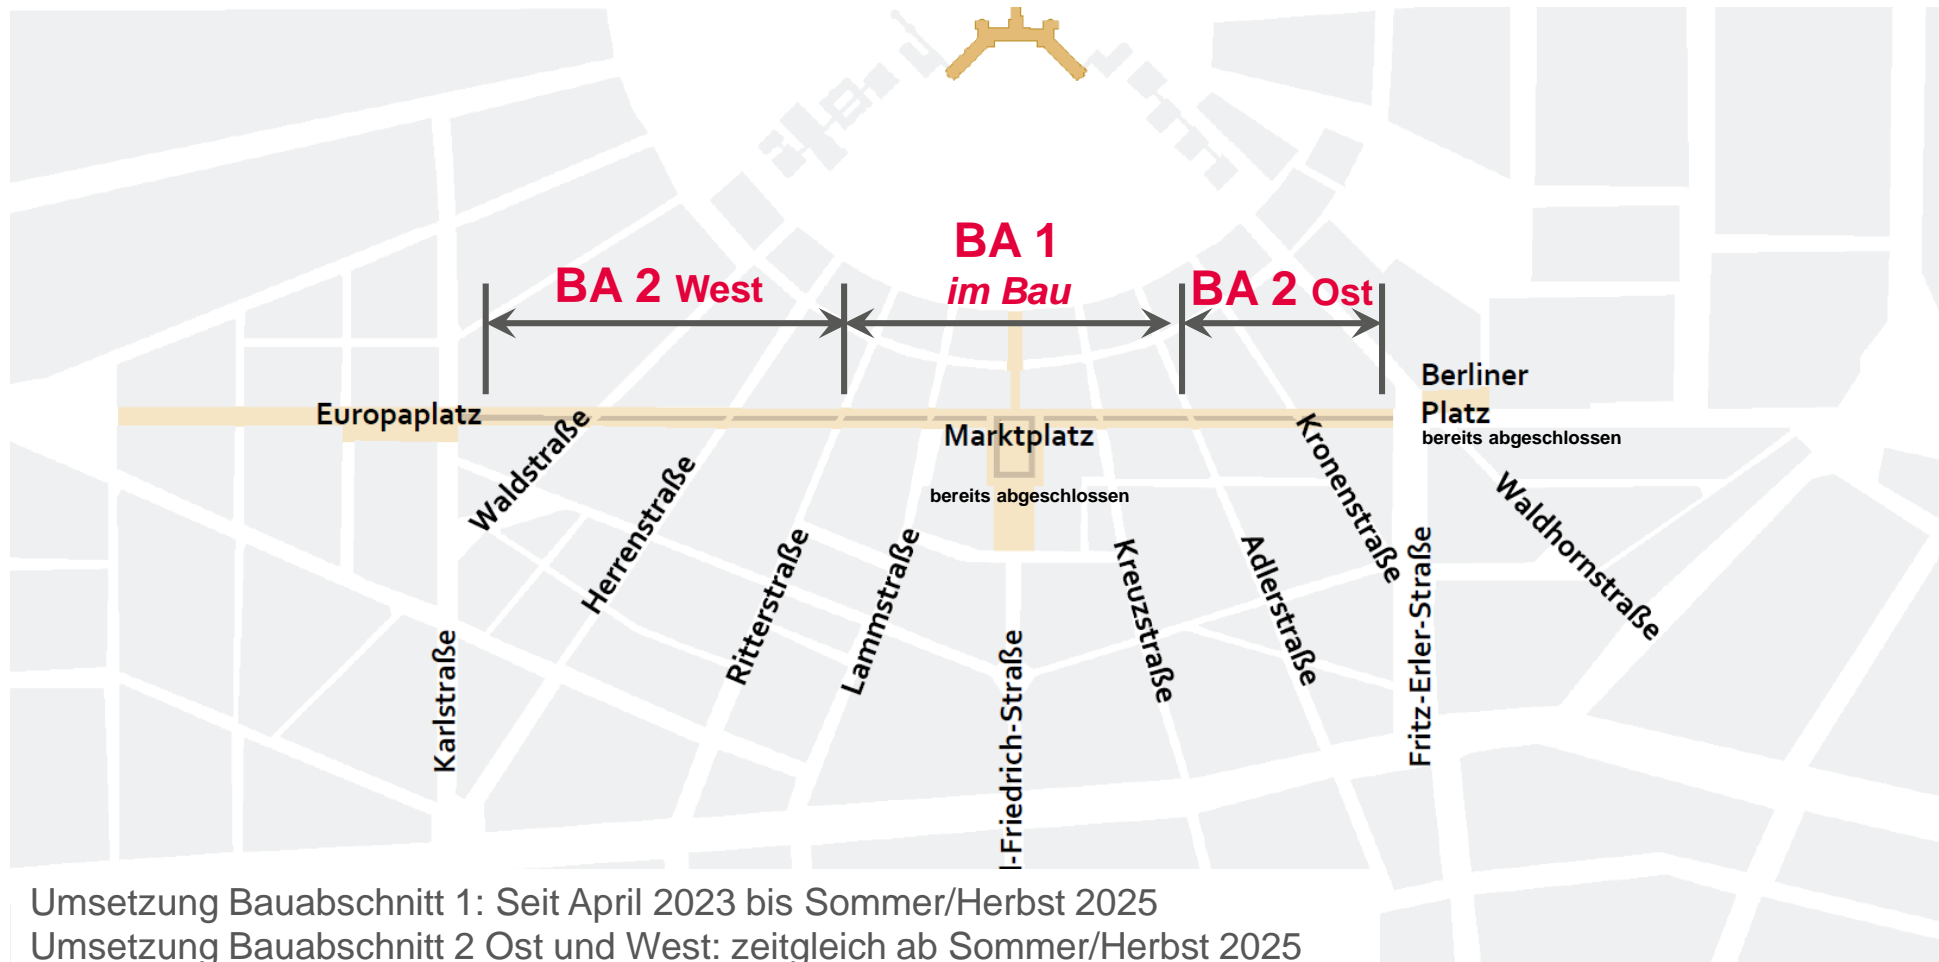 BA 1
im Bau
BA 2 West
BA 2 Ost
Berliner
Platz
bereits abgeschlossen
Europaplatz
Marktplatz
bereits abgeschlossen
Waldstraße
Herrenstraße
Ritterstraße
Lammstraße
Kreuzstraße
Adlerstraße
Kronenstraße
Waldhornstraße
Karlstraße
l-Friedrich-Straße
Fritz-Erler-Straße
Umsetzung Bauabschnitt 1: Seit April 2023 bis Sommer/Herbst 2025
Umsetzung Bauabschnitt 2 Ost und West: zeitgleich ab Sommer/Herbst 2025